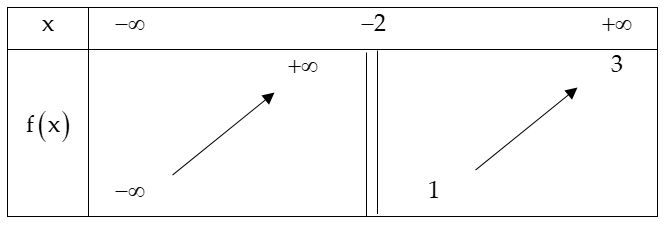 x −∞ −2 +∞
+∞ 3
f(x)
−∞ 1